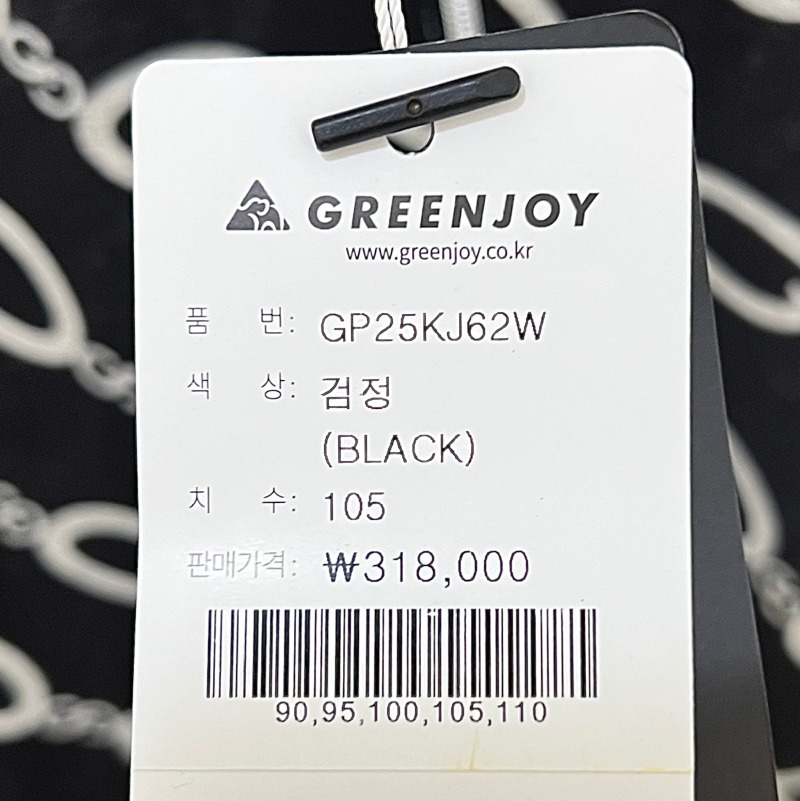 GREENJOY
www.greenjoy.co.kr
품 번: GP25KJ62W
색 상: 검정
(BLACK)
치 수: 105
판매가격: ₩318,000
90,95,100,105,110